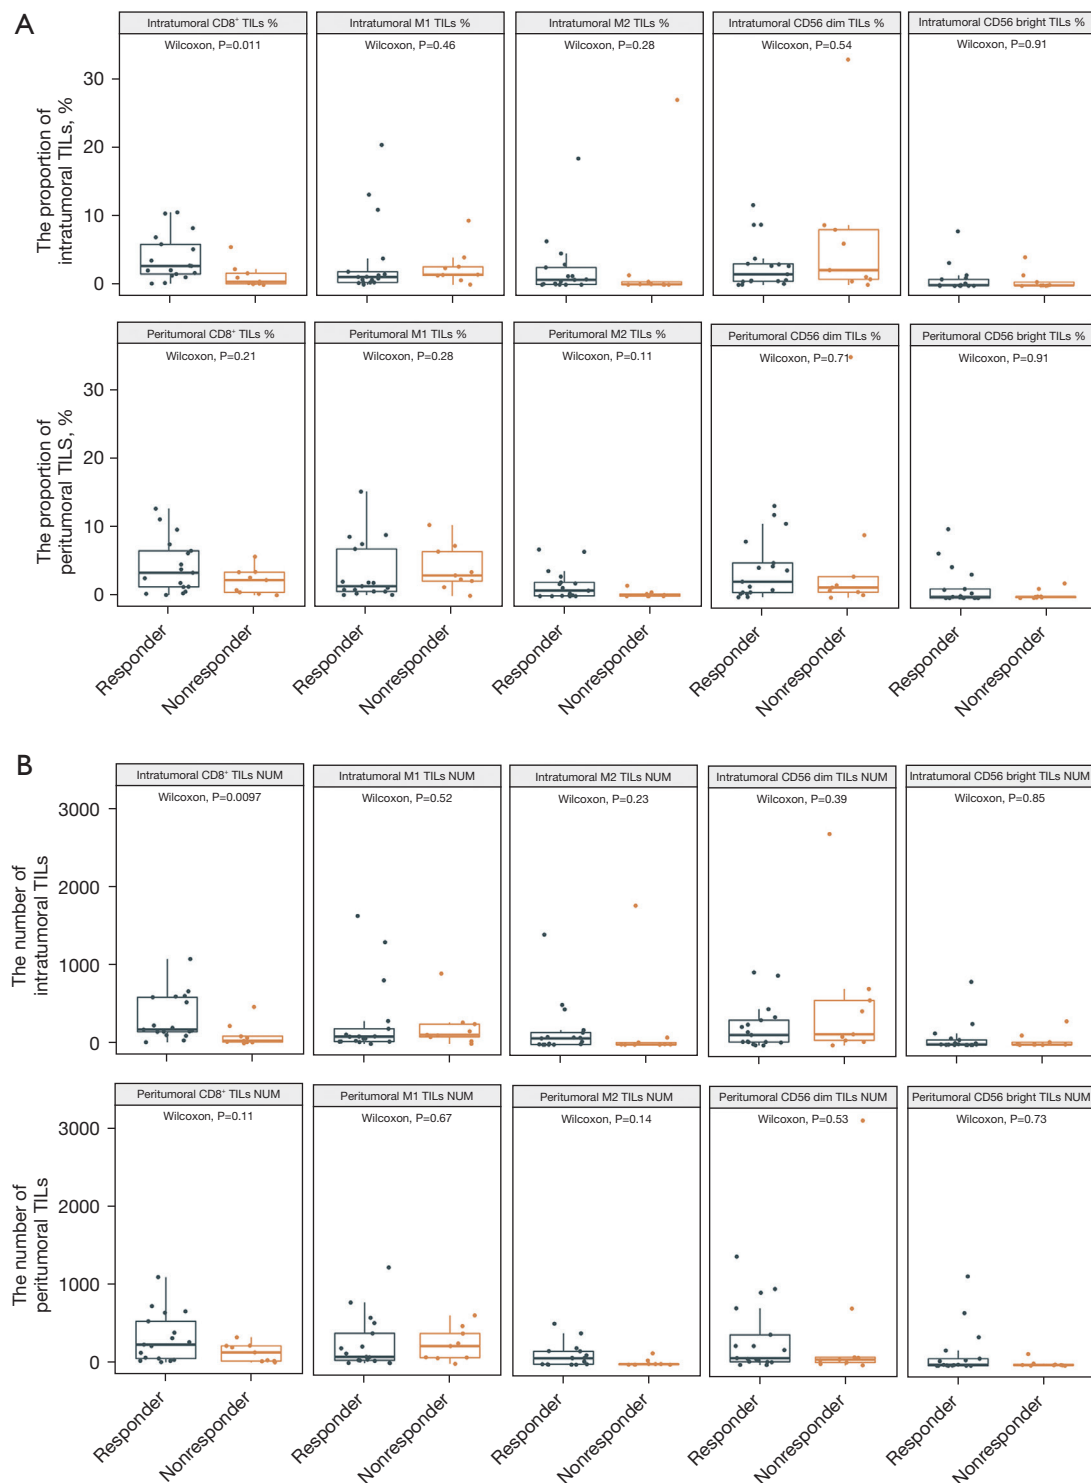 A
Intratumoral CD8+ TILs %
Intratumoral M1 TILs %
Intratumoral M2 TILs %
Intratumoral CD56 dim TILs %
Intratumoral CD56 bright TILs %
Wilcoxon, P=0.011
Wilcoxon, P=0.46
Wilcoxon, P=0.28
Wilcoxon, P=0.54
Wilcoxon, P=0.91
The proportion of
intratumoral TILs, %
30
20
10
0
Peritumoral CD8+ TILs %
Peritumoral M1 TILs %
Peritumoral M2 TILs %
Peritumoral CD56 dim TILs %
Peritumoral CD56 bright TILs %
Wilcoxon, P=0.21
Wilcoxon, P=0.28
Wilcoxon, P=0.11
Wilcoxon, P=0.71
Wilcoxon, P=0.91
The proportion of
peritumoral TILS, %
30
20
10
0
Responder
Nonresponder
Responder
Nonresponder
Responder
Nonresponder
Responder
Nonresponder
Responder
Nonresponder
B
Intratumoral CD8+ TILs NUM
Intratumoral M1 TILs NUM
Intratumoral M2 TILs NUM
Intratumoral CD56 dim TILs NUM
Intratumoral CD56 bright TILs NUM
Wilcoxon, P=0.0097
Wilcoxon, P=0.52
Wilcoxon, P=0.23
Wilcoxon, P=0.39
Wilcoxon, P=0.85
The number of
intratumoral TILs
3000
2000
1000
0
Peritumoral CD8+ TILs NUM
Peritumoral M1 TILs NUM
Peritumoral M2 TILs NUM
Peritumoral CD56 dim TILs NUM
Peritumoral CD56 bright TILs NUM
Wilcoxon, P=0.11
Wilcoxon, P=0.67
Wilcoxon, P=0.14
Wilcoxon, P=0.53
Wilcoxon, P=0.73
The number of
peritumoral TILs
3000
2000
1000
0
Responder
Nonresponder
Responder
Nonresponder
Responder
Nonresponder
Responder
Nonresponder
Responder
Nonresponder